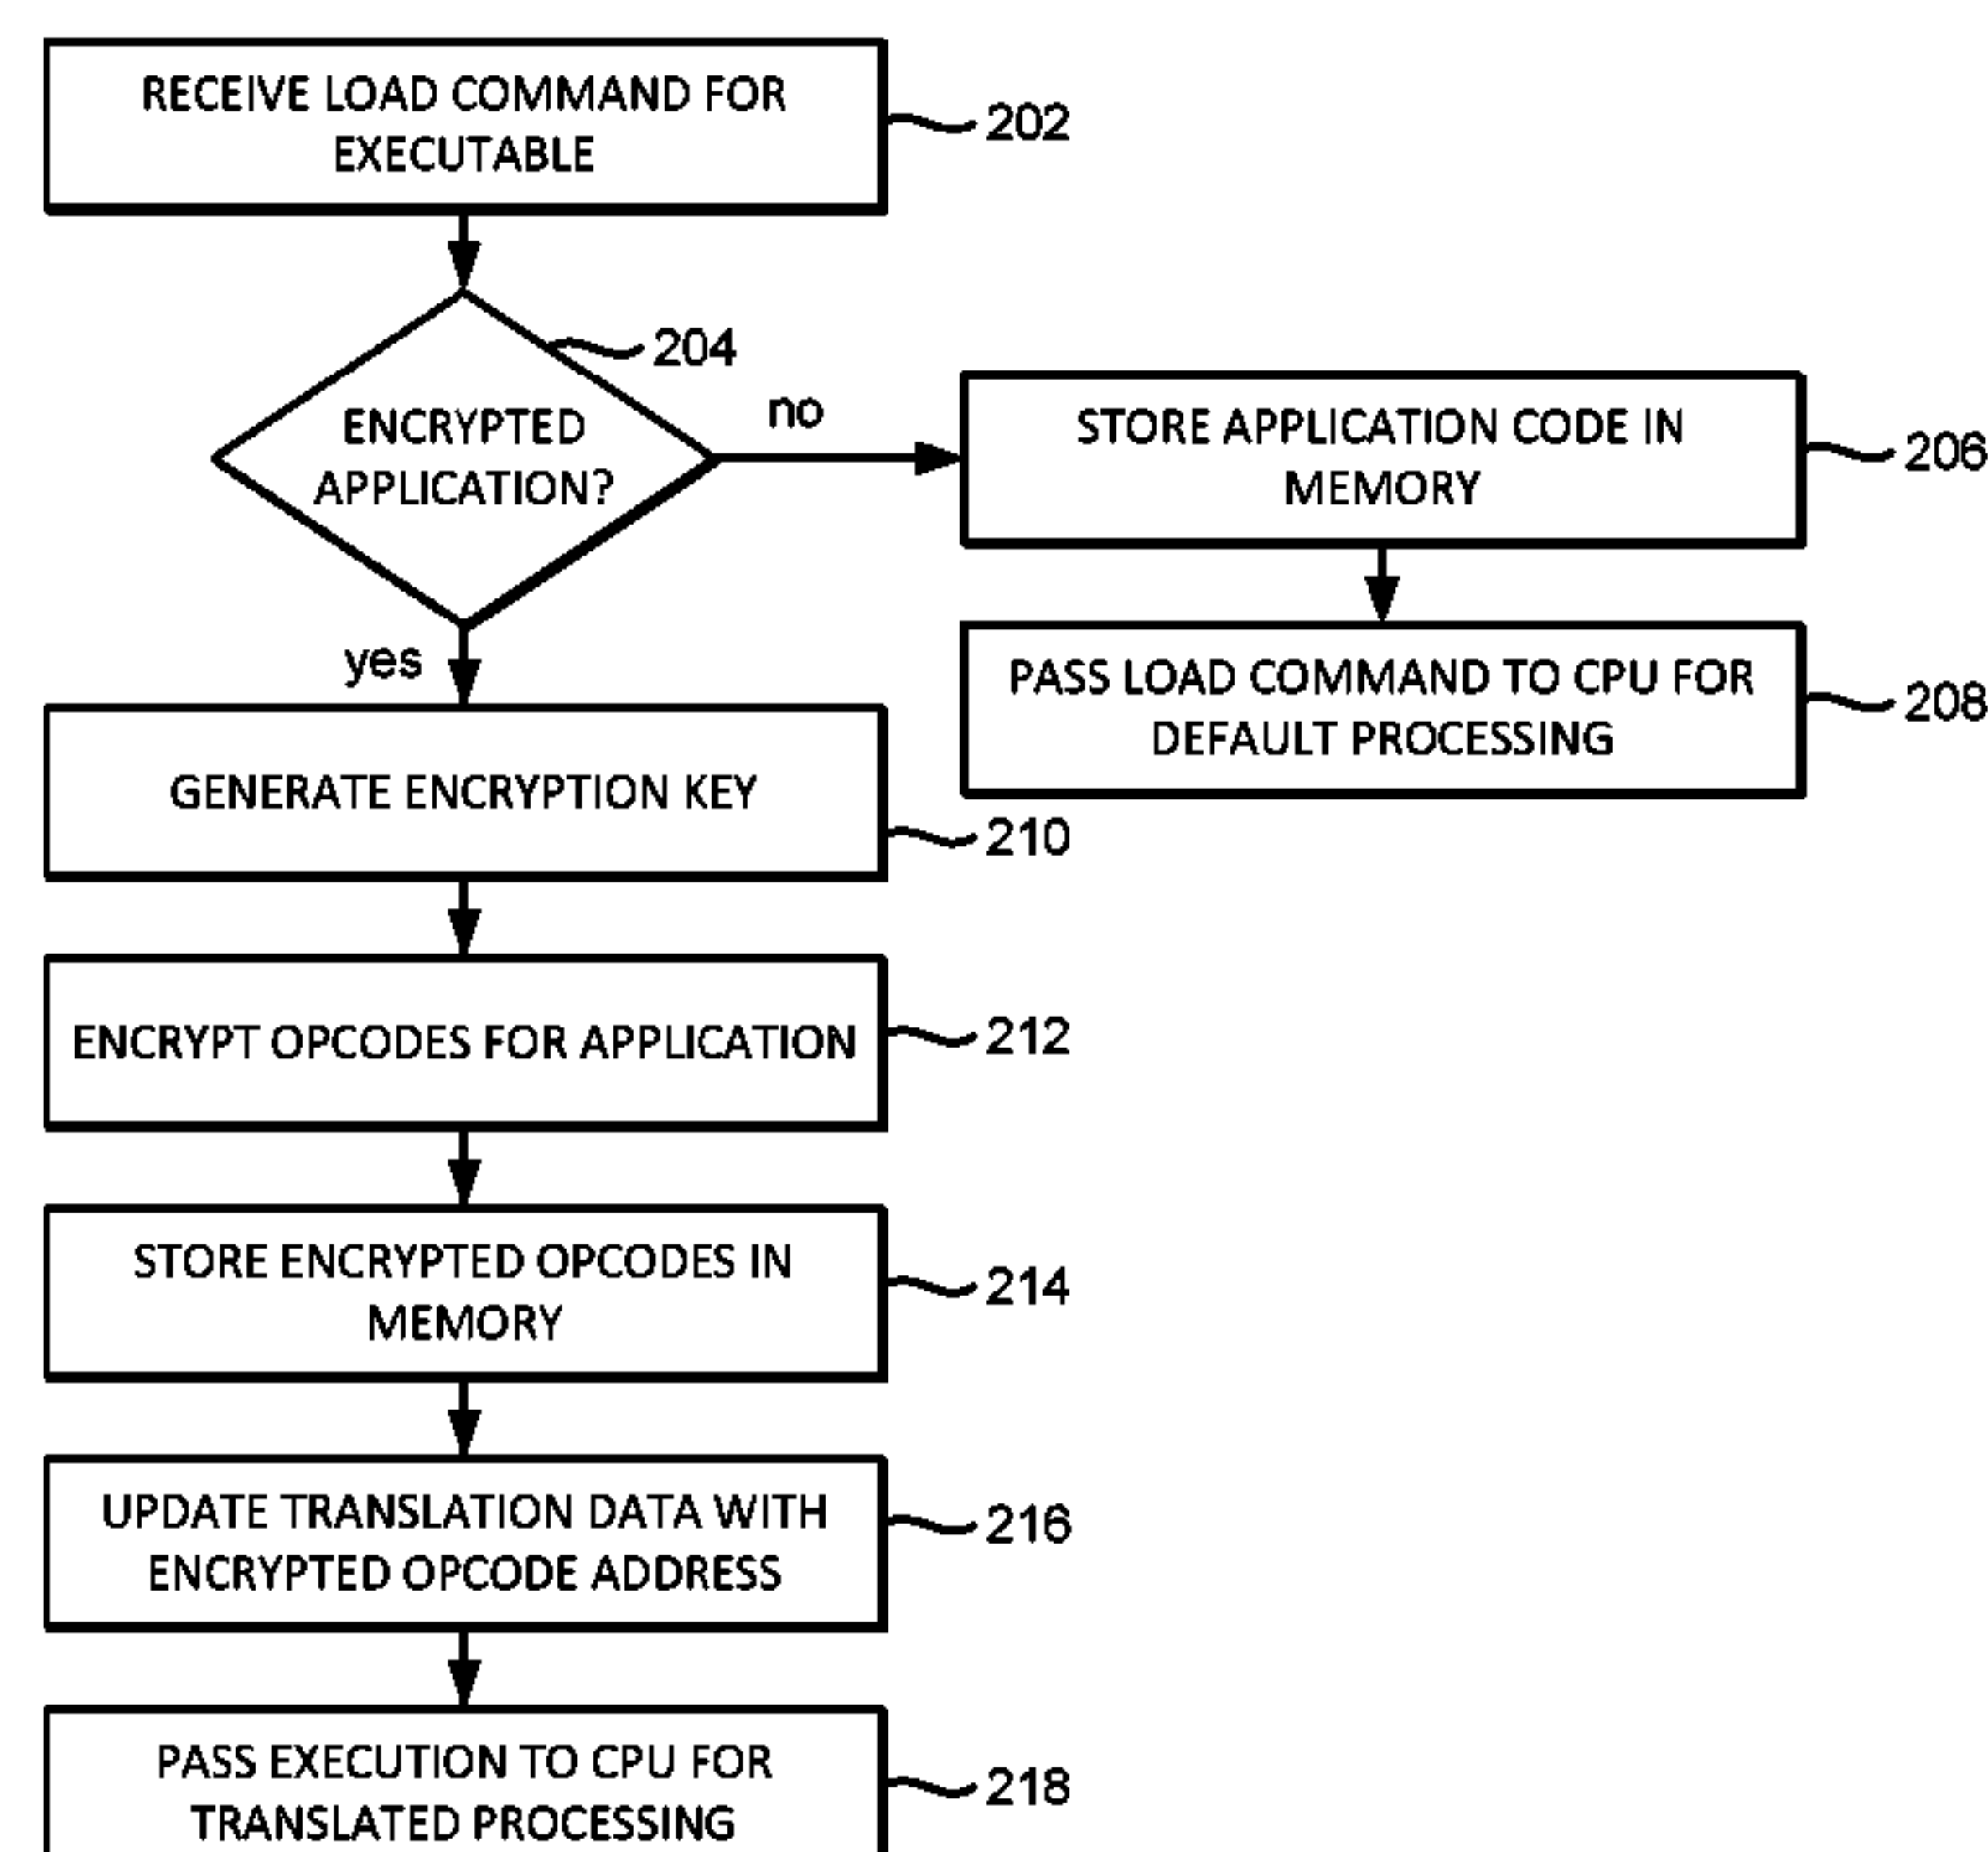 RECEIVE LOAD COMMAND FOR
EXECUTABLE
202
204
ENCRYPTED
APPLICATION?
no
STORE APPLICATION CODE IN
MEMORY
206
PASS LOAD COMMAND TO CPU FOR
DEFAULT PROCESSING
208
yes
GENERATE ENCRYPTION KEY
210
ENCRYPT OPCODES FOR APPLICATION
212
STORE ENCRYPTED OPCODES IN
MEMORY
214
UPDATE TRANSLATION DATA WITH
ENCRYPTED OPCODE ADDRESS
216
PASS EXECUTION TO CPU FOR
TRANSLATED PROCESSING
218